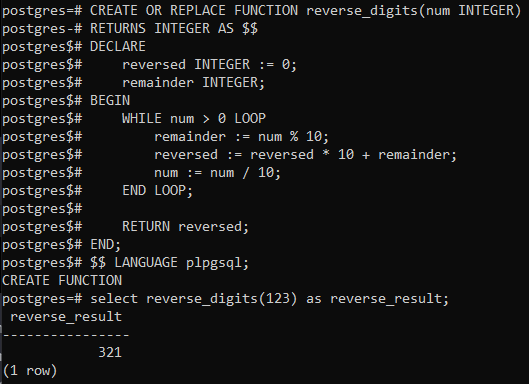 postgres=# CREATE OR REPLACE FUNCTION reverse_digits(num INTEGER)
postgres-# RETURNS INTEGER AS $$
postgres$# DECLARE
postgres$#     reversed INTEGER := 0;
postgres$#     remainder INTEGER;
postgres$# BEGIN
postgres$#     WHILE num > 0 LOOP
postgres$#         remainder := num % 10;
postgres$#         reversed := reversed * 10 + remainder;
postgres$#         num := num / 10;
postgres$#     END LOOP;
postgres$#
postgres$#     RETURN reversed;
postgres$# END;
postgres$# $$ LANGUAGE plpgsql;
CREATE FUNCTION
postgres=# select reverse_digits(123) as reverse_result;
 reverse_result
----------------
            321
(1 row)